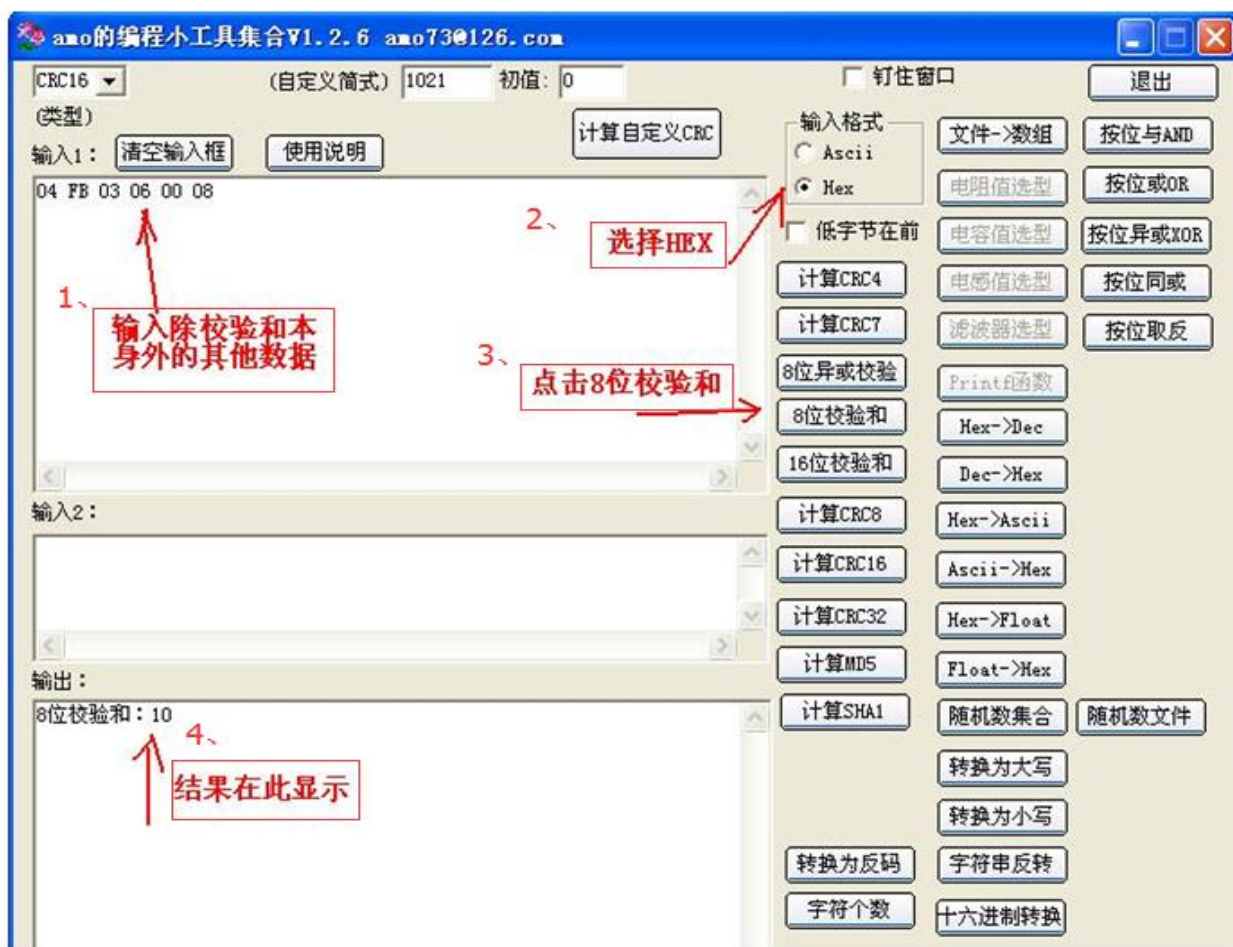 amo的编程小工具集合V1.2.6 amo73@126.com
CRC16 (自定义简式) 1021 初值: 0 钉住窗口 退出
(类型)
计算自定义CRC
输入格式
Ascii
Hex
低字节在前
输入1: 清空输入框 使用说明
04 FB 03 06 00 08
1、
输入除校验和本
身外的其他数据
2、
选择HEX
3、
点击8位校验和
输入2:
输出:
8位校验和:10
4、
结果在此显示
计算CRC4
计算CRC7
8位异或校验
8位校验和
16位校验和
计算CRC8
计算CRC16
计算CRC32
计算MD5
计算SHA1
转换为反码
字符个数
文件->数组
电阻值选型
电容值选型
电感值选型
滤波器选型
Printf函数
Hex->Dec
Dec->Hex
Hex->Ascii
Ascii->Hex
Hex->Float
Float->Hex
随机数集合
转换为大写
转换为小写
字符串反转
十六进制转换
按位与AND
按位或OR
按位异或XOR
按位同或
按位取反
随机数文件